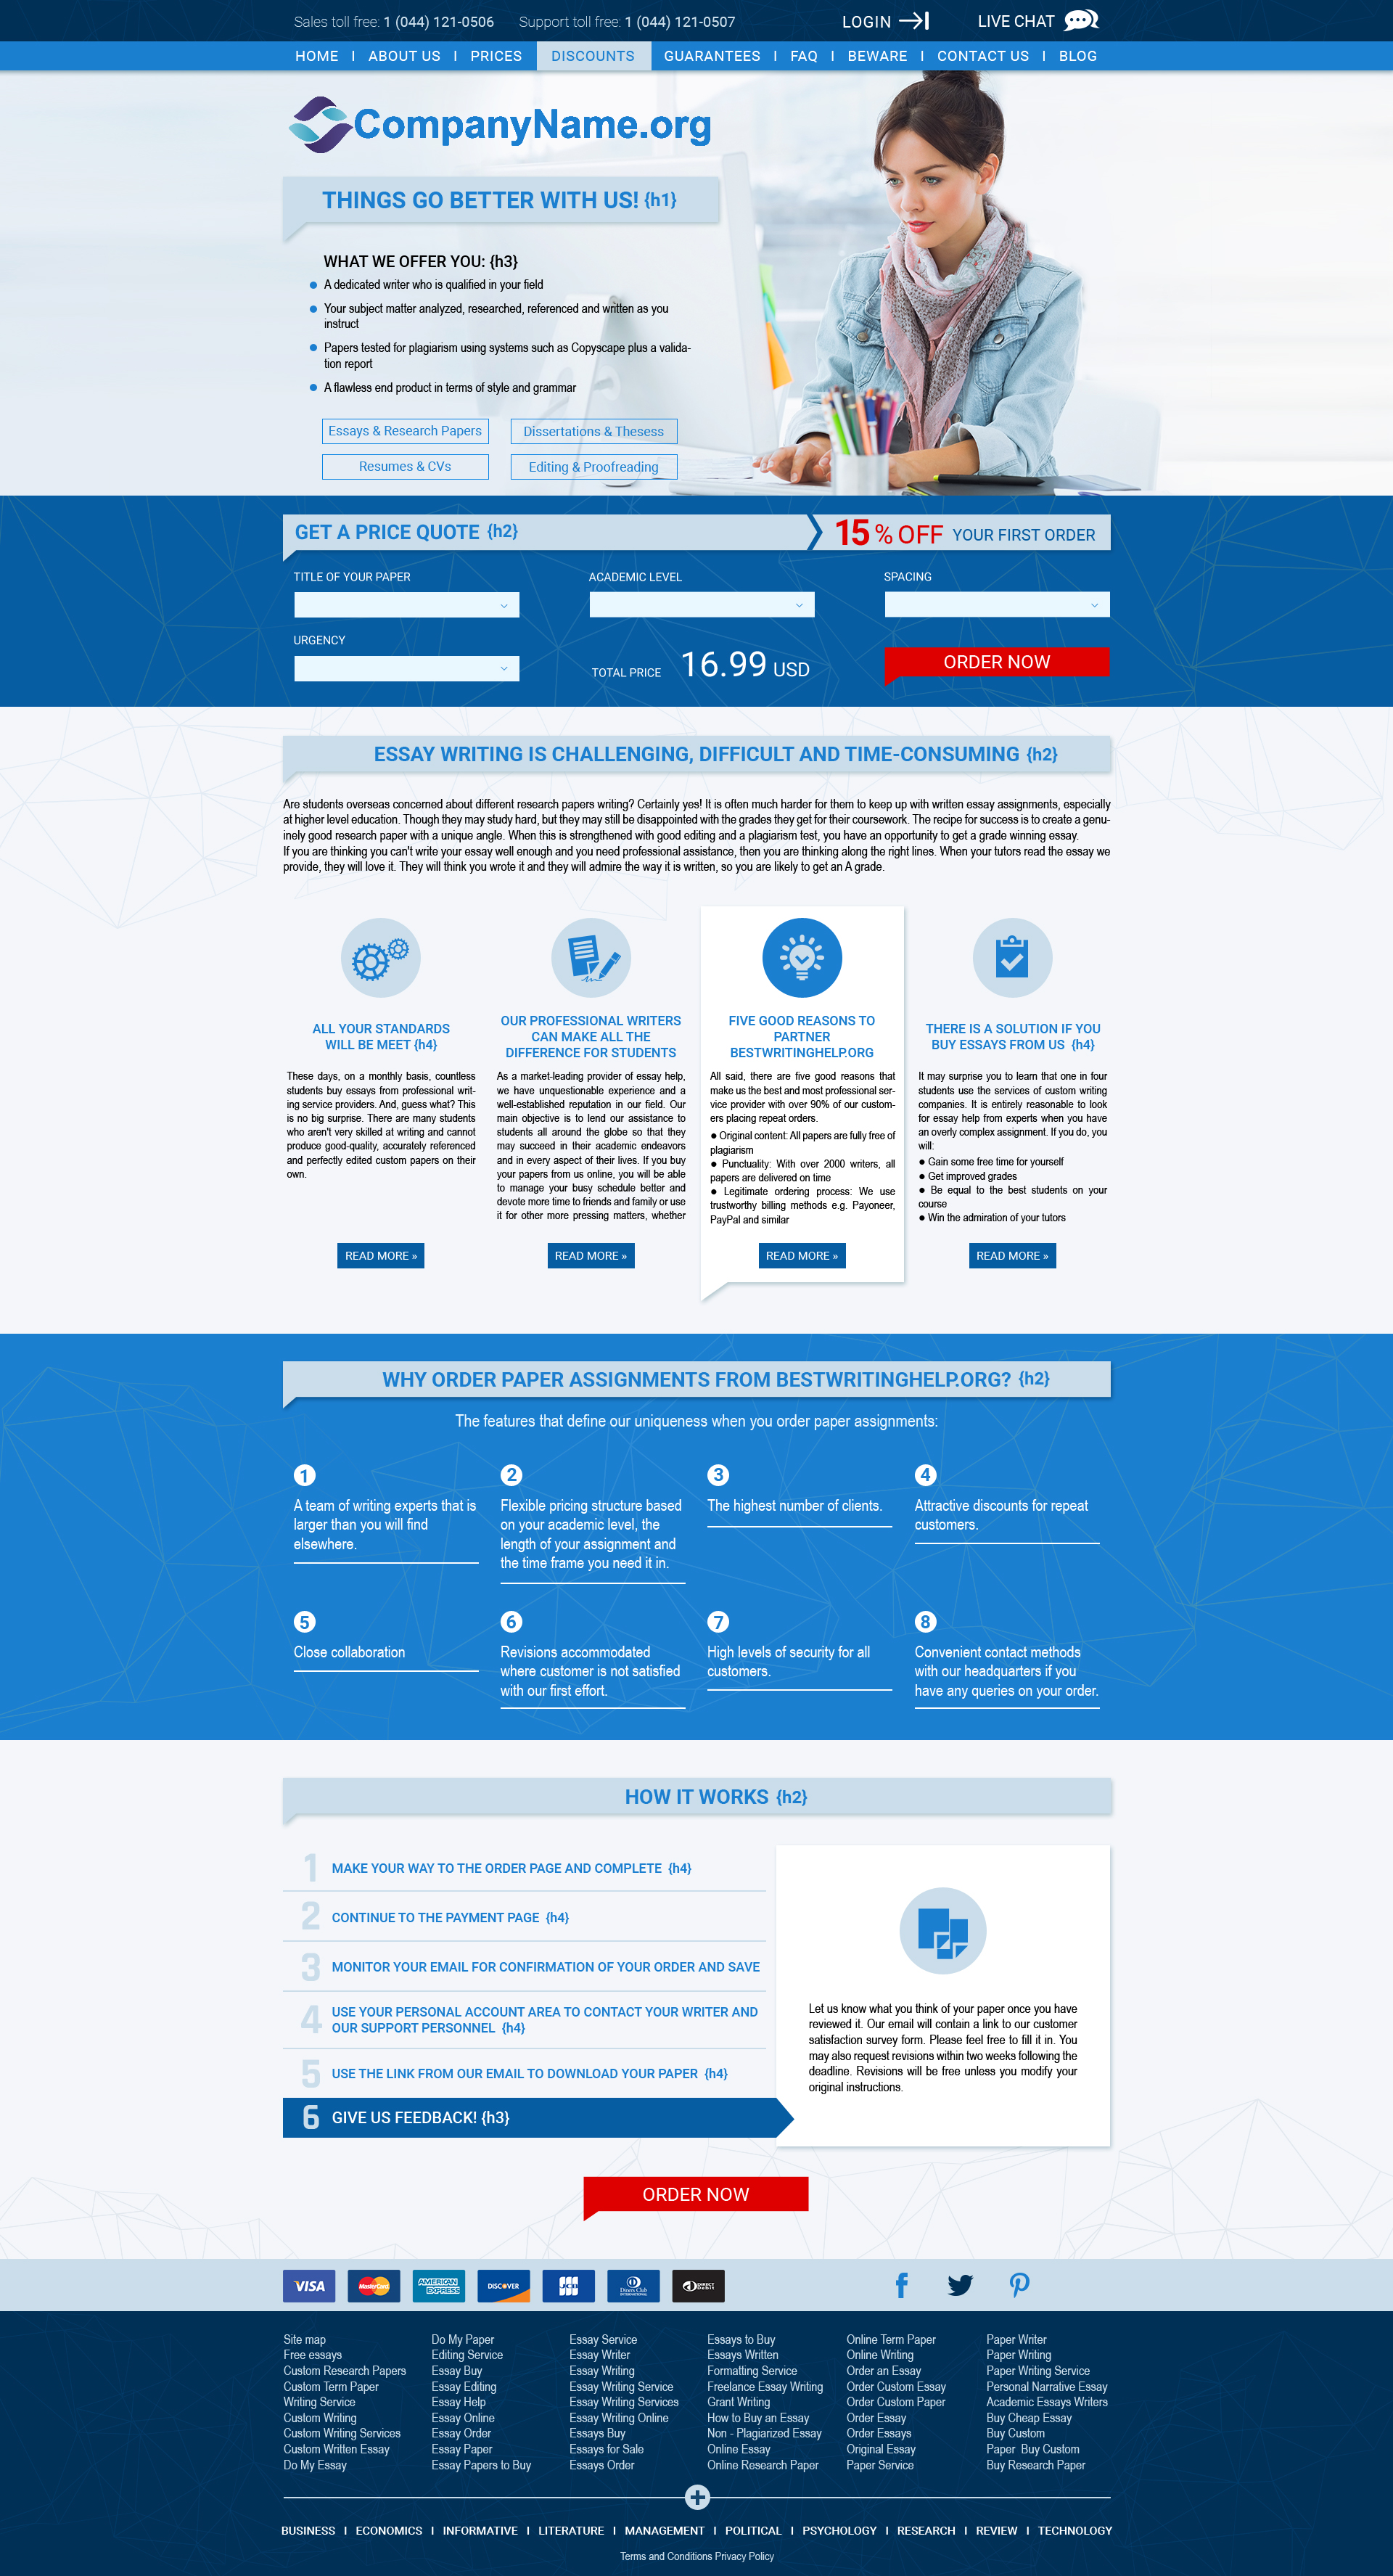 Sales toll free: 1 (044) 121-0506 Support toll free: 1 (044) 121-0507 LOGIN LIVE CHAT
HOME | ABOUT US | PRICES DISCOUNTS GUARANTEES | FAQ | BEWARE | CONTACT US | BLOG
CompanyName.org
THINGS GO BETTER WITH US! {h1}
WHAT WE OFFER YOU: {h3}
● A dedicated writer who is qualified in your field
● Your subject matter analyzed, researched, referenced and written as you
instruct
● Papers tested for plagiarism using systems such as Copyscape plus a valida-
tion report
● A flawless end product in terms of style and grammar
Essays & Research Papers Dissertations & Thesess
Resumes & CVs Editing & Proofreading
GET A PRICE QUOTE {h2} 15 % OFF YOUR FIRST ORDER
TITLE OF YOUR PAPER ACADEMIC LEVEL SPACING
URGENCY
TOTAL PRICE 16.99 USD ORDER NOW
ESSAY WRITING IS CHALLENGING, DIFFICULT AND TIME-CONSUMING {h2}
Are students overseas concerned about different research papers writing? Certainly yes! It is often much harder for them to keep up with written essay assignments, especially
at higher level education. Though they may study hard, but they may still be disappointed with the grades they get for their coursework. The recipe for success is to create a genu-
inely good research paper with a unique angle. When this is strengthened with good editing and a plagiarism test, you have an opportunity to get a grade winning essay.
If you are thinking you can't write your essay well enough and you need professional assistance, then you are thinking along the right lines. When your tutors read the essay we
provide, they will love it. They will think you wrote it and they will admire the way it is written, so you are likely to get an A grade.
ALL YOUR STANDARDS
WILL BE MEET {h4}
These days, on a monthly basis, countless
students buy essays from professional writ-
ing service providers. And, guess what? This
is no big surprise. There are many students
who aren't very skilled at writing and cannot
produce good-quality, accurately referenced
and perfectly edited custom papers on their
own.
READ MORE »
OUR PROFESSIONAL WRITERS
CAN MAKE ALL THE
DIFFERENCE FOR STUDENTS
As a market-leading provider of essay help,
we have unquestionable experience and a
well-established reputation in our field. Our
main objective is to lend our assistance to
students all around the globe so that they
may succeed in their academic endeavors
and in every aspect of their lives. If you buy
your papers from us online, you will be able
to manage your busy schedule better and
devote more time to friends and family or use
it for other more pressing matters, whether
READ MORE »
FIVE GOOD REASONS TO
PARTNER
BESTWRITINGHELP.ORG
All said, there are five good reasons that
make us the best and most professional ser-
vice provider with over 90% of our custom-
ers placing repeat orders.
● Original content: All papers are fully free of
plagiarism
● Punctuality: With over 2000 writers, all
papers are delivered on time
● Legitimate ordering process: We use
trustworthy billing methods e.g. Payoneer,
PayPal and similar
READ MORE »
THERE IS A SOLUTION IF YOU
BUY ESSAYS FROM US {h4}
It may surprise you to learn that one in four
students use the services of custom writing
companies. It is entirely reasonable to look
for essay help from experts when you have
an overly complex assignment. If you do, you
will:
● Gain some free time for yourself
● Get improved grades
● Be equal to the best students on your
course
● Win the admiration of your tutors
READ MORE »
WHY ORDER PAPER ASSIGNMENTS FROM BESTWRITINGHELP.ORG? {h2}
The features that define our uniqueness when you order paper assignments:
1
A team of writing experts that is
larger than you will find
elsewhere.
2
Flexible pricing structure based
on your academic level, the
length of your assignment and
the time frame you need it in.
3
The highest number of clients.
4
Attractive discounts for repeat
customers.
5
Close collaboration
6
Revisions accommodated
where customer is not satisfied
with our first effort.
7
High levels of security for all
customers.
8
Convenient contact methods
with our headquarters if you
have any queries on your order.
HOW IT WORKS {h2}
1 MAKE YOUR WAY TO THE ORDER PAGE AND COMPLETE {h4}
2 CONTINUE TO THE PAYMENT PAGE {h4}
3 MONITOR YOUR EMAIL FOR CONFIRMATION OF YOUR ORDER AND SAVE
4 USE YOUR PERSONAL ACCOUNT AREA TO CONTACT YOUR WRITER AND
OUR SUPPORT PERSONNEL {h4}
5 USE THE LINK FROM OUR EMAIL TO DOWNLOAD YOUR PAPER {h4}
6 GIVE US FEEDBACK! {h3}
Let us know what you think of your paper once you have
reviewed it. Our email will contain a link to our customer
satisfaction survey form. Please feel free to fill it in. You
may also request revisions within two weeks following the
deadline. Revisions will be free unless you modify your
original instructions.
ORDER NOW
VISA MasterCard AMERICAN EXPRESS DISCOVER JCB Diners Club INTERNATIONAL DIRECT
Site map
Free essays
Custom Research Papers
Custom Term Paper
Writing Service
Custom Writing
Custom Writing Services
Custom Written Essay
Do My Essay
Do My Paper
Editing Service
Essay Buy
Essay Editing
Essay Help
Essay Online
Essay Order
Essay Paper
Essay Papers to Buy
Essay Service
Essay Writer
Essay Writing
Essay Writing Service
Essay Writing Services
Essay Writing Online
Essays Buy
Essays for Sale
Essays Order
Essays to Buy
Essays Written
Formatting Service
Freelance Essay Writing
Grant Writing
How to Buy an Essay
Non - Plagiarized Essay
Online Essay
Online Research Paper
Online Term Paper
Online Writing
Order an Essay
Order Custom Essay
Order Custom Paper
Order Essay
Order Essays
Original Essay
Paper Service
Paper Writer
Paper Writing
Paper Writing Service
Personal Narrative Essay
Academic Essays Writers
Buy Cheap Essay
Buy Custom
Paper Buy Custom
Buy Research Paper
BUSINESS | ECONOMICS | INFORMATIVE | LITERATURE | MANAGEMENT | POLITICAL | PSYCHOLOGY | RESEARCH | REVIEW | TECHNOLOGY
Terms and Conditions Privacy Policy